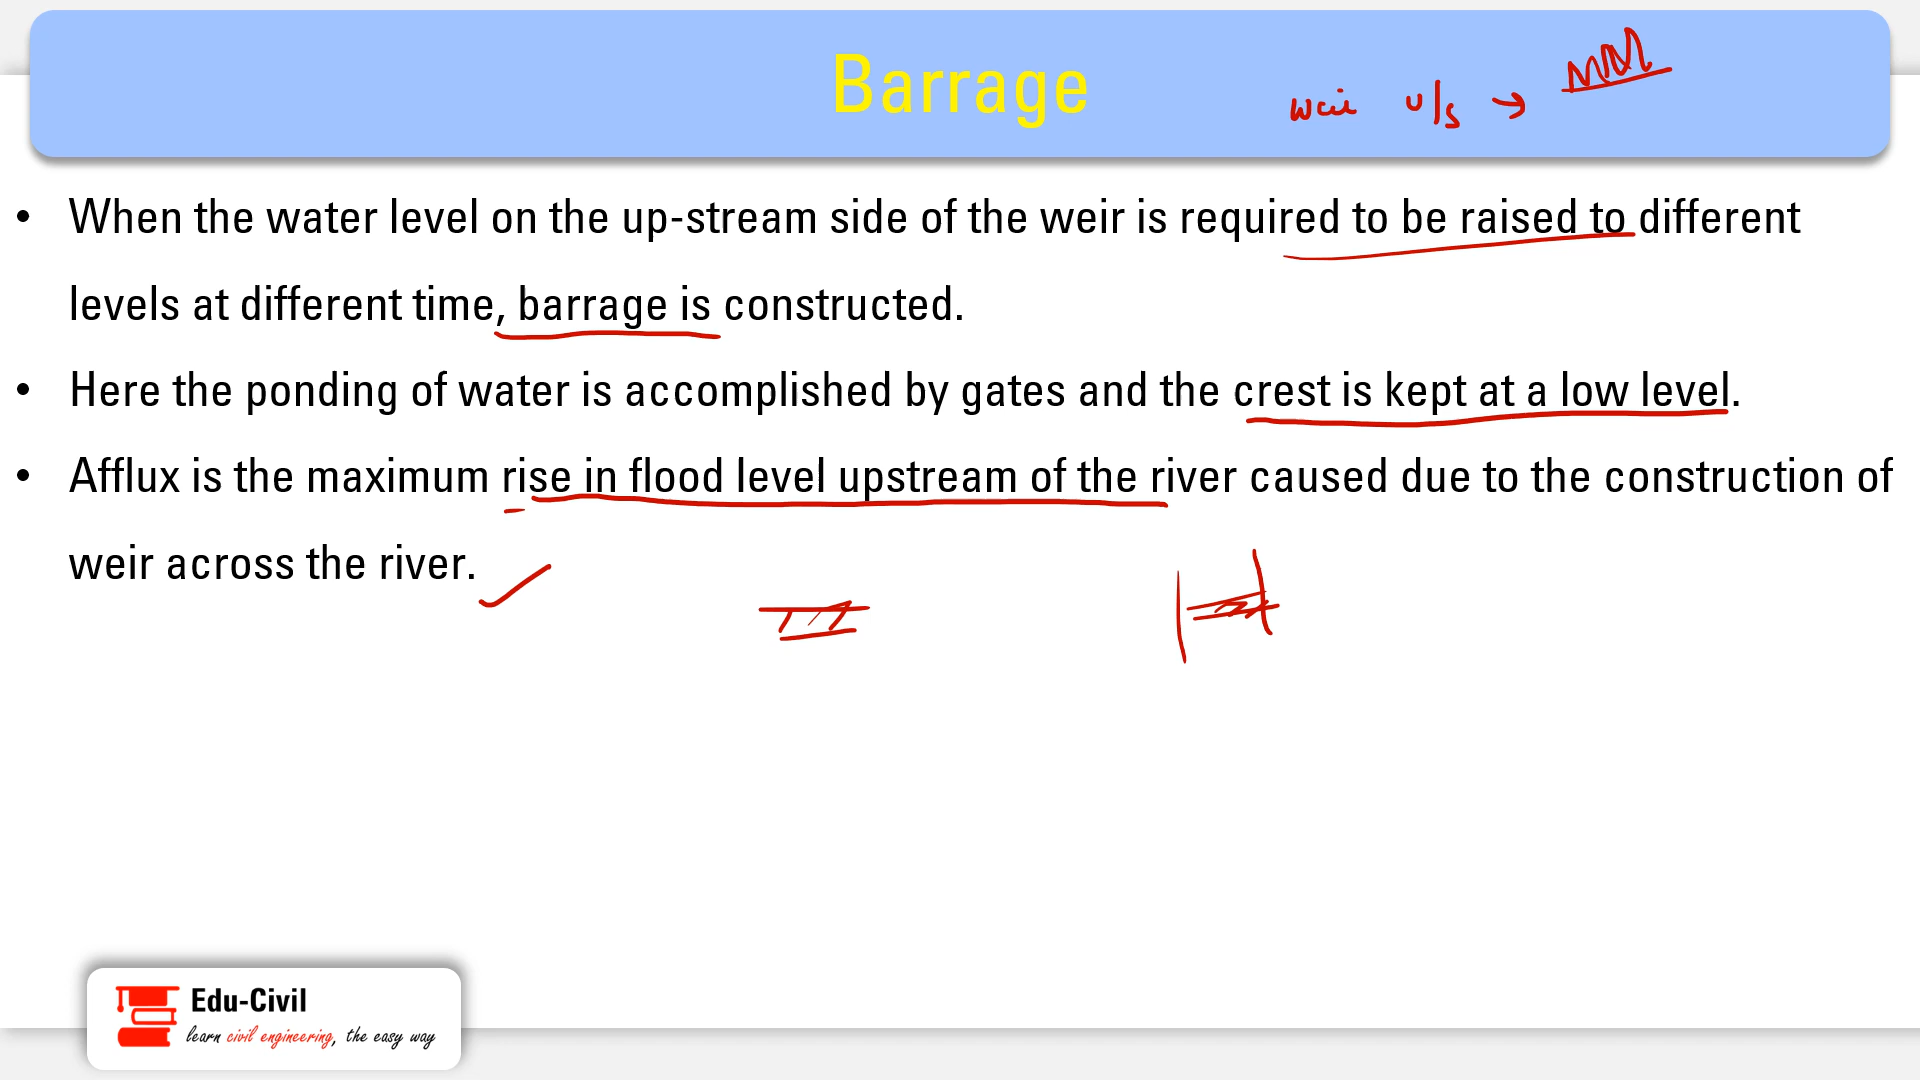 Barrage
weir u/s →
• When the water level on the up-stream side of the weir is required to be raised to different
levels at different time, barrage is constructed.
• Here the ponding of water is accomplished by gates and the crest is kept at a low level.
• Afflux is the maximum rise in flood level upstream of the river caused due to the construction of
weir across the river.
Edu-Civil
learn civil engineering, the easy way